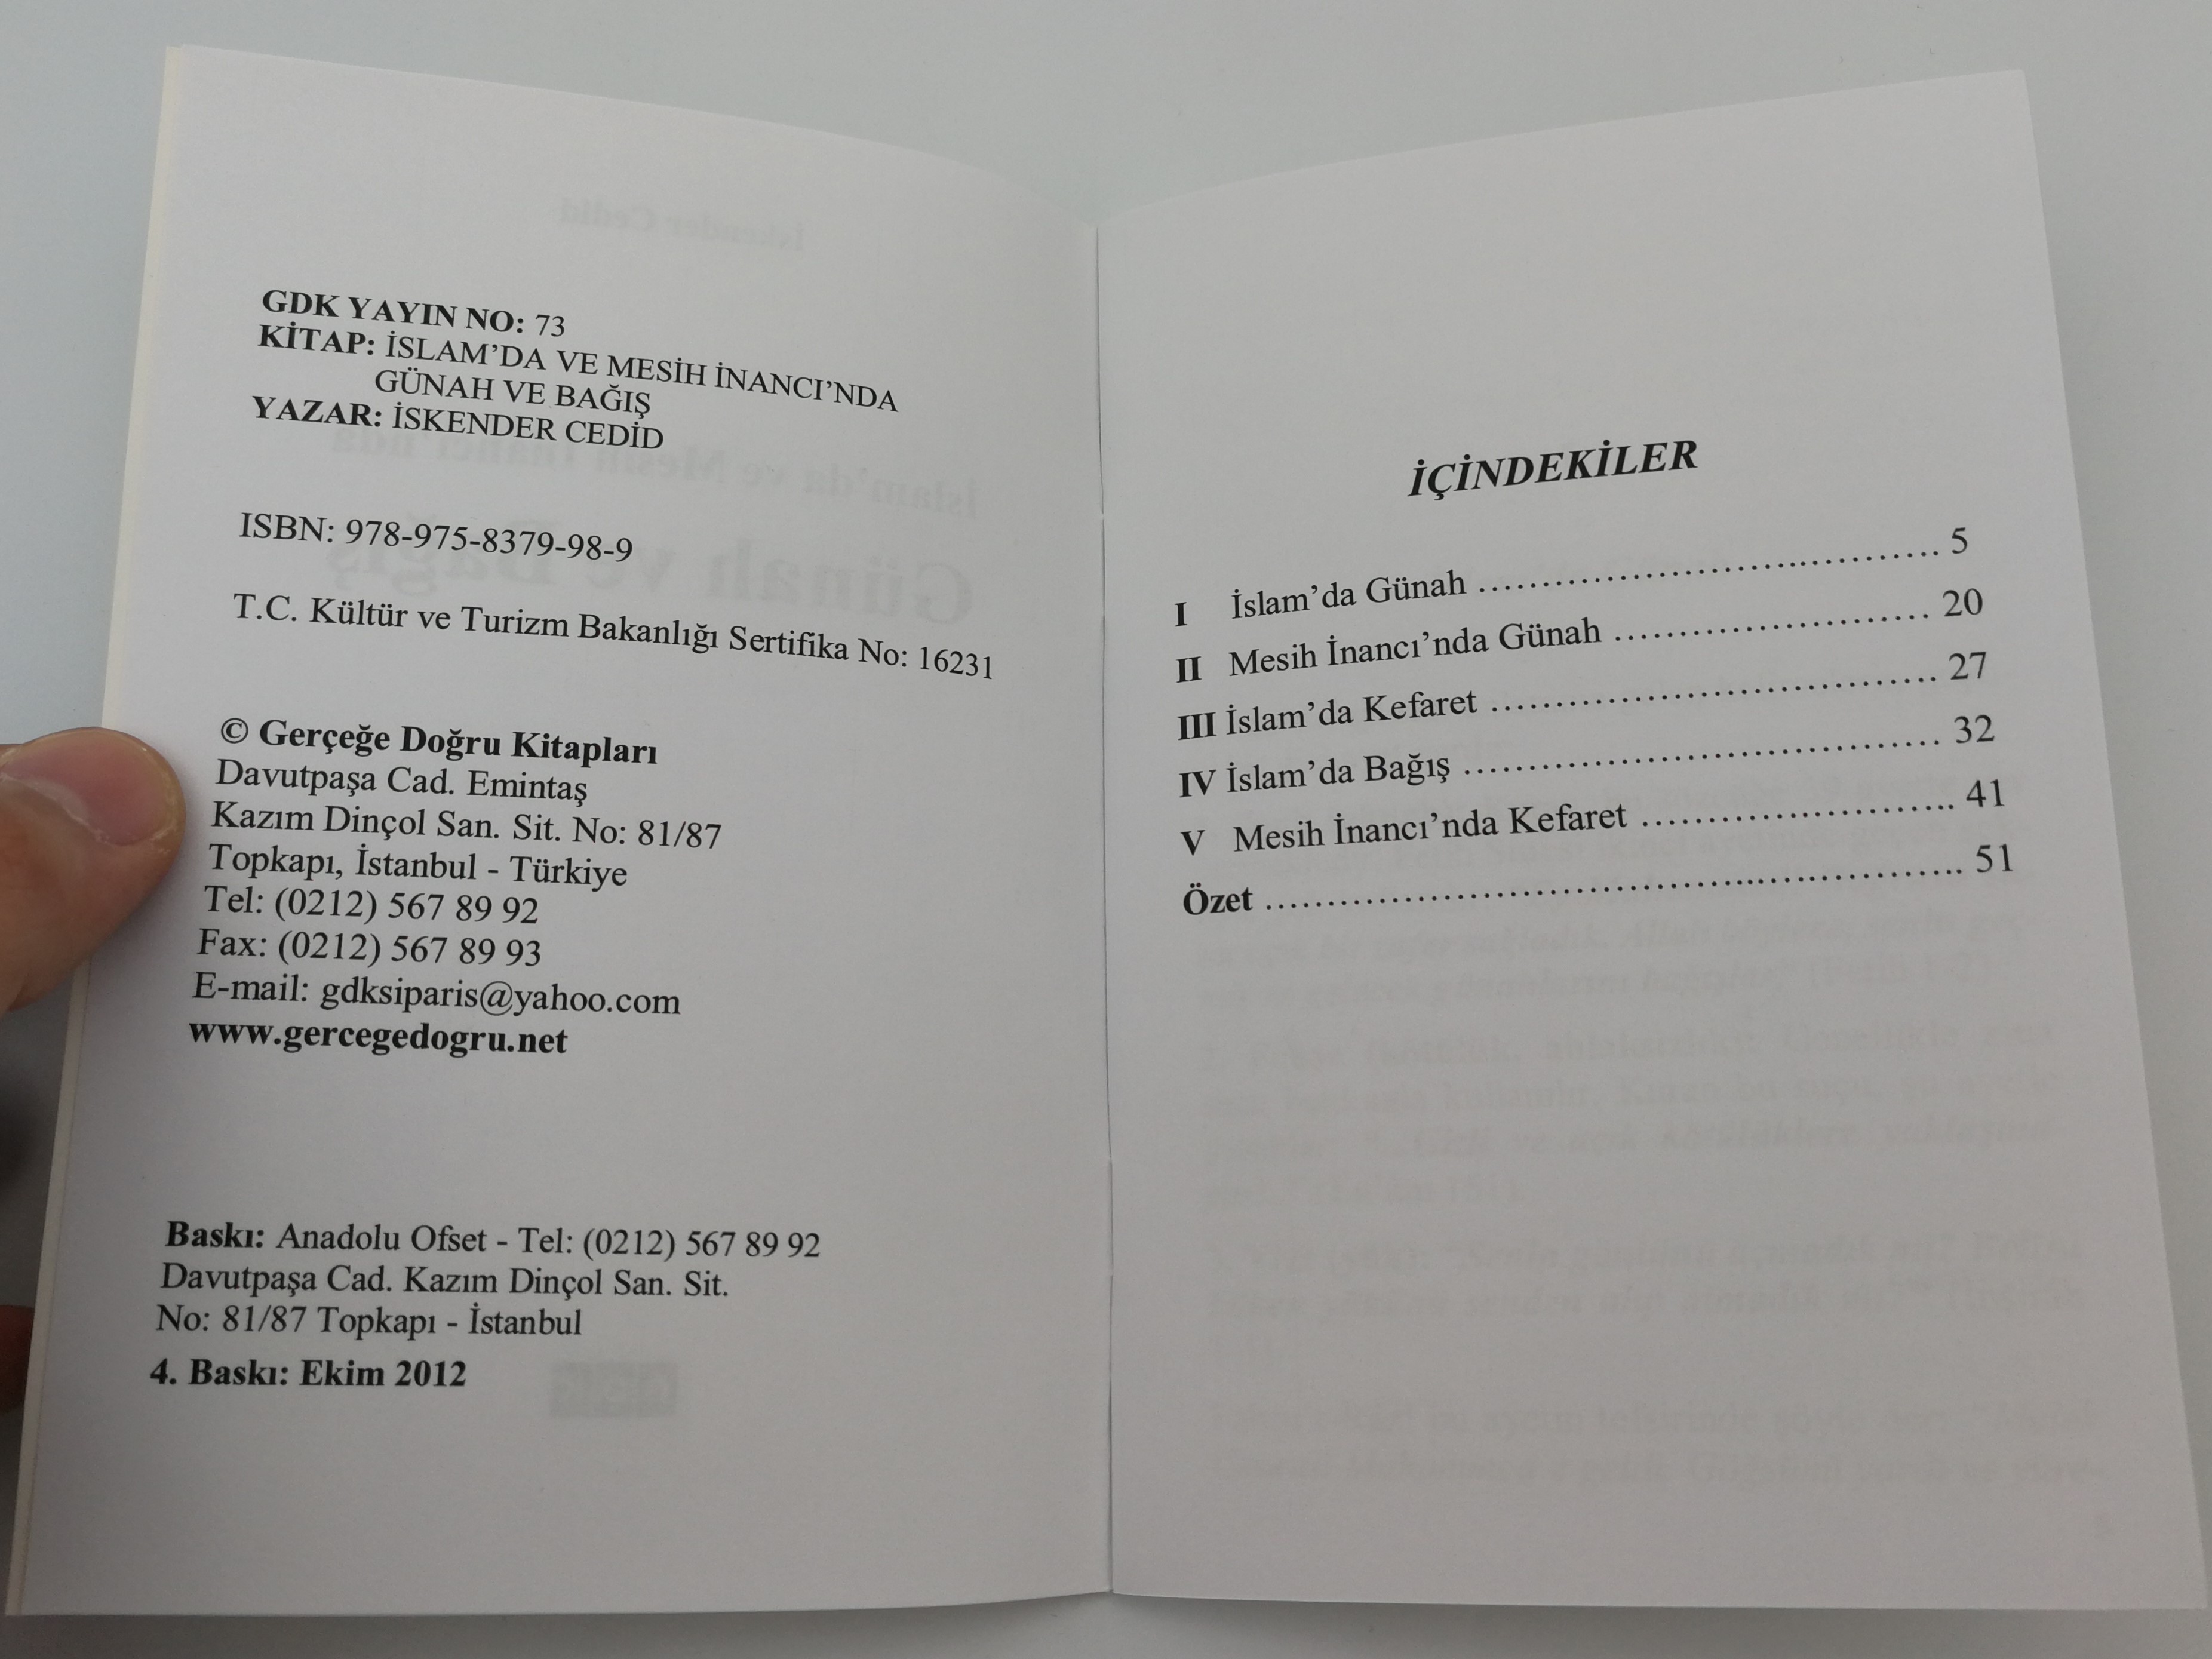 GDK YAYIN NO: 73
KİTAP: İSLAM'DA VE MESİH İNANCI'NDA
GÜNAH VE BAĞIŞ
YAZAR: İSKENDER CEDİD
ISBN: 978-975-8379-98-9
T.C. Kültür ve Turizm Bakanlığı Sertifika No: 16231
© Gerçeğe Doğru Kitapları
Davutpaşa Cad. Emintaş
Kazım Dinçol San. Sit. No: 81/87
Topkapı, İstanbul - Türkiye
Tel: (0212) 567 89 92
Fax: (0212) 567 89 93
E-mail: gdksiparis@yahoo.com
www.gercegedogru.net
Baskı: Anadolu Ofset - Tel: (0212) 567 89 92
Davutpaşa Cad. Kazım Dinçol San. Sit.
No: 81/87 Topkapı - İstanbul
4. Baskı: Ekim 2012
İÇİNDEKİLER
I İslam'da Günah ........................................ 5
II Mesih İnancı'nda Günah ........................ 20
III İslam'da Kefaret .................................... 27
IV İslam'da Bağış ...................................... 32
V Mesih İnancı'nda Kefaret ........................ 41
Özet ........................................................ 51